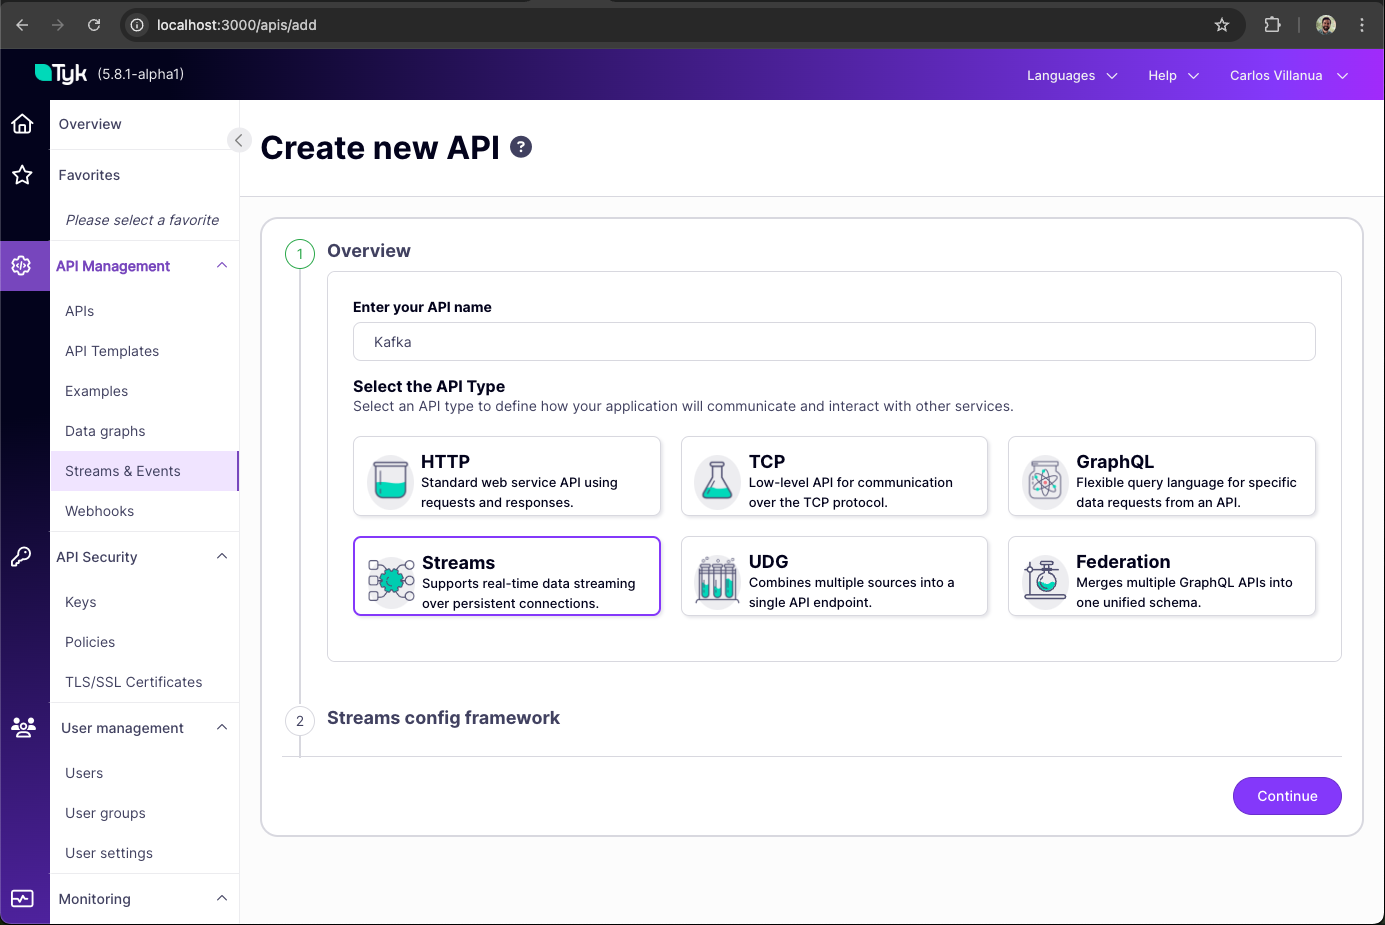 localhost:3000/apis/add
Tyk (5.8.1-alpha1)
Languages
Help
Carlos Villanua
Overview
Favorites
Please select a favorite
API Management
APIs
API Templates
Examples
Data graphs
Streams & Events
Webhooks
API Security
Keys
Policies
TLS/SSL Certificates
User management
Users
User groups
User settings
Monitoring
Create new API ?
1 Overview
Enter your API name
Kafka
Select the API Type
Select an API type to define how your application will communicate and interact with other services.
HTTP
Standard web service API using
requests and responses.
TCP
Low-level API for communication
over the TCP protocol.
GraphQL
Flexible query language for specific
data requests from an API.
Streams
Supports real-time data streaming
over persistent connections.
UDG
Combines multiple sources into a
single API endpoint.
Federation
Merges multiple GraphQL APIs into
one unified schema.
2 Streams config framework
Continue